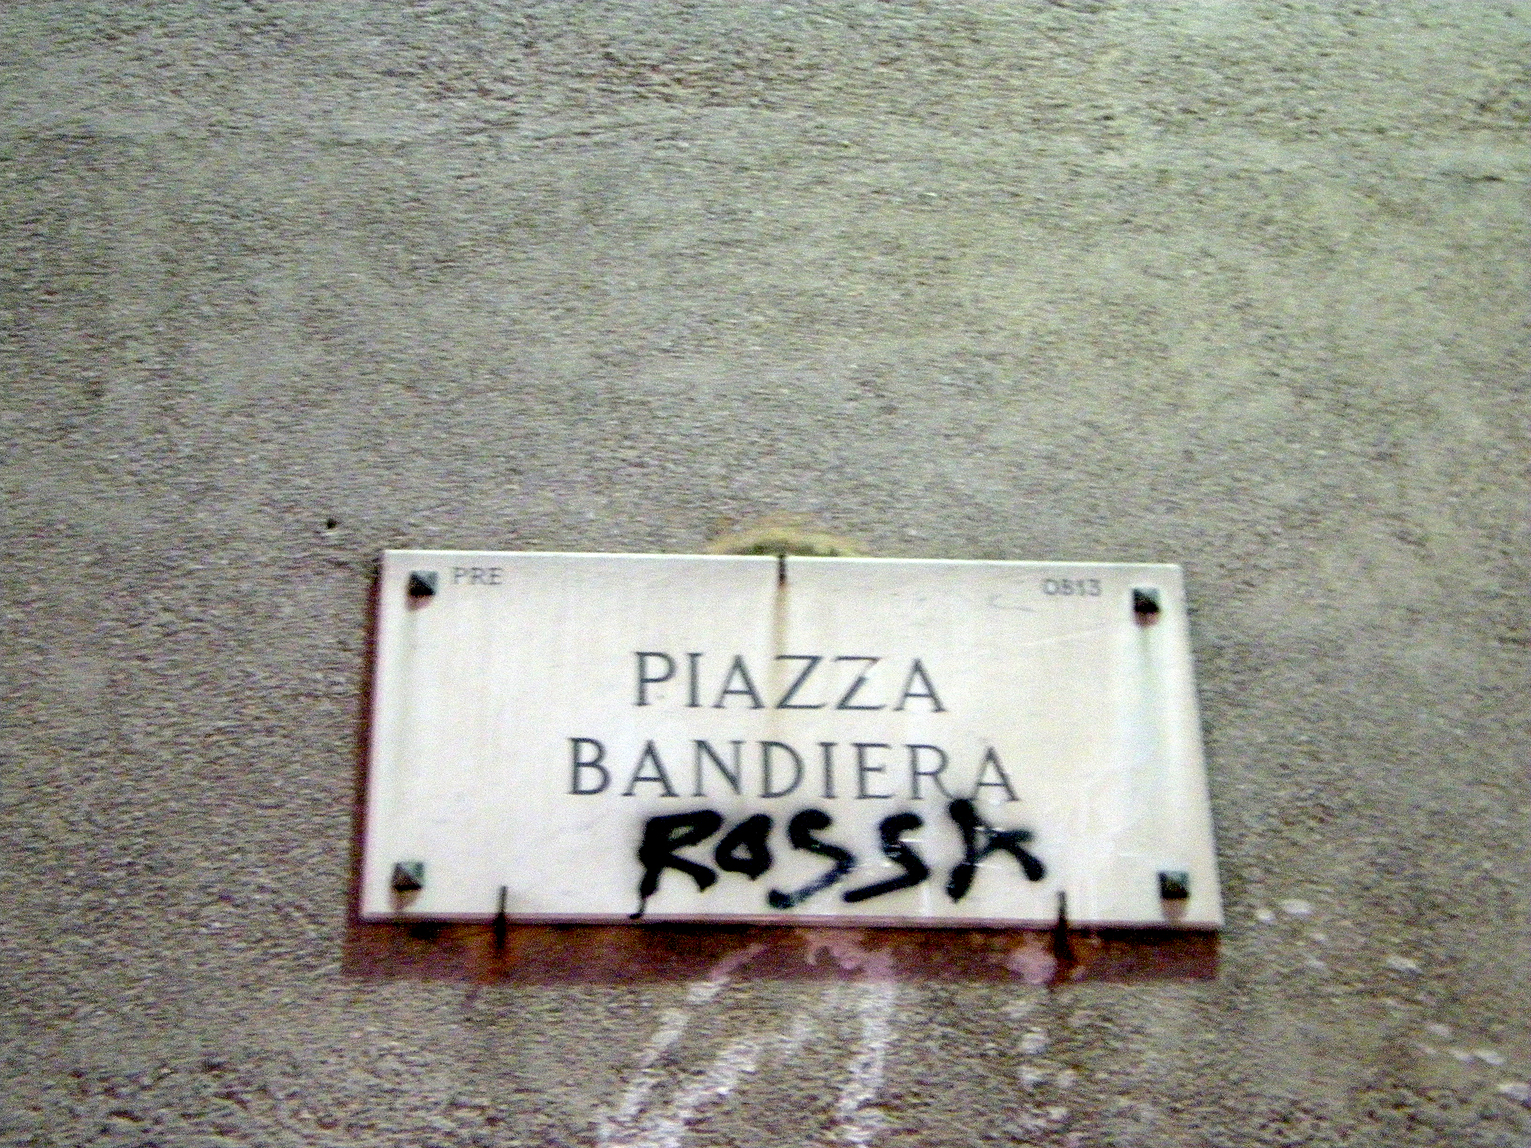 PRE 0813
PIAZZA
BANDIERA
ROSSA